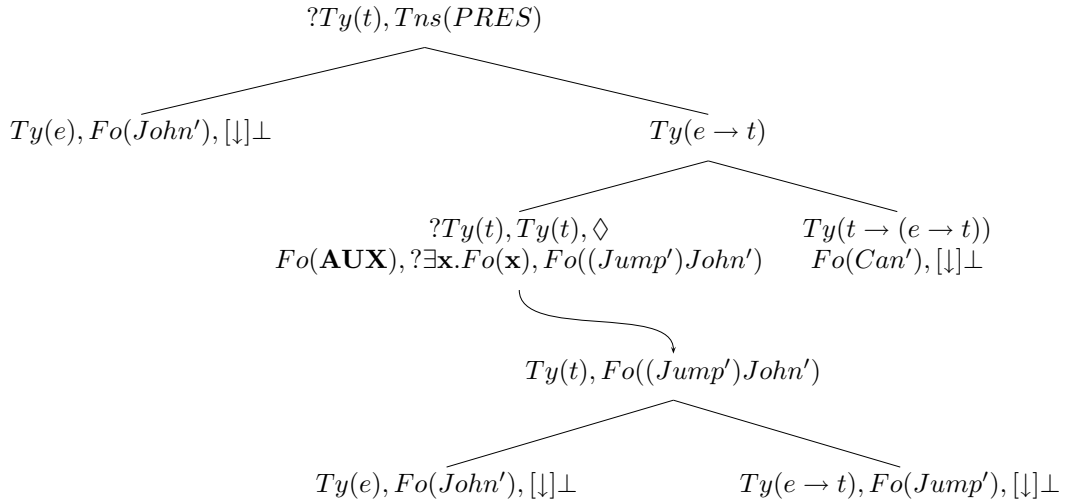 ?Ty(t), Tns(PRES)
Ty(e), Fo(John′), [↓]⊥
Ty(e → t)
?Ty(t), Ty(t), ◊
Fo(AUX), ?∃x.Fo(x), Fo((Jump′)John′)
Ty(t → (e → t))
Fo(Can′), [↓]⊥
Ty(t), Fo((Jump′)John′)
Ty(e), Fo(John′), [↓]⊥
Ty(e → t), Fo(Jump′), [↓]⊥